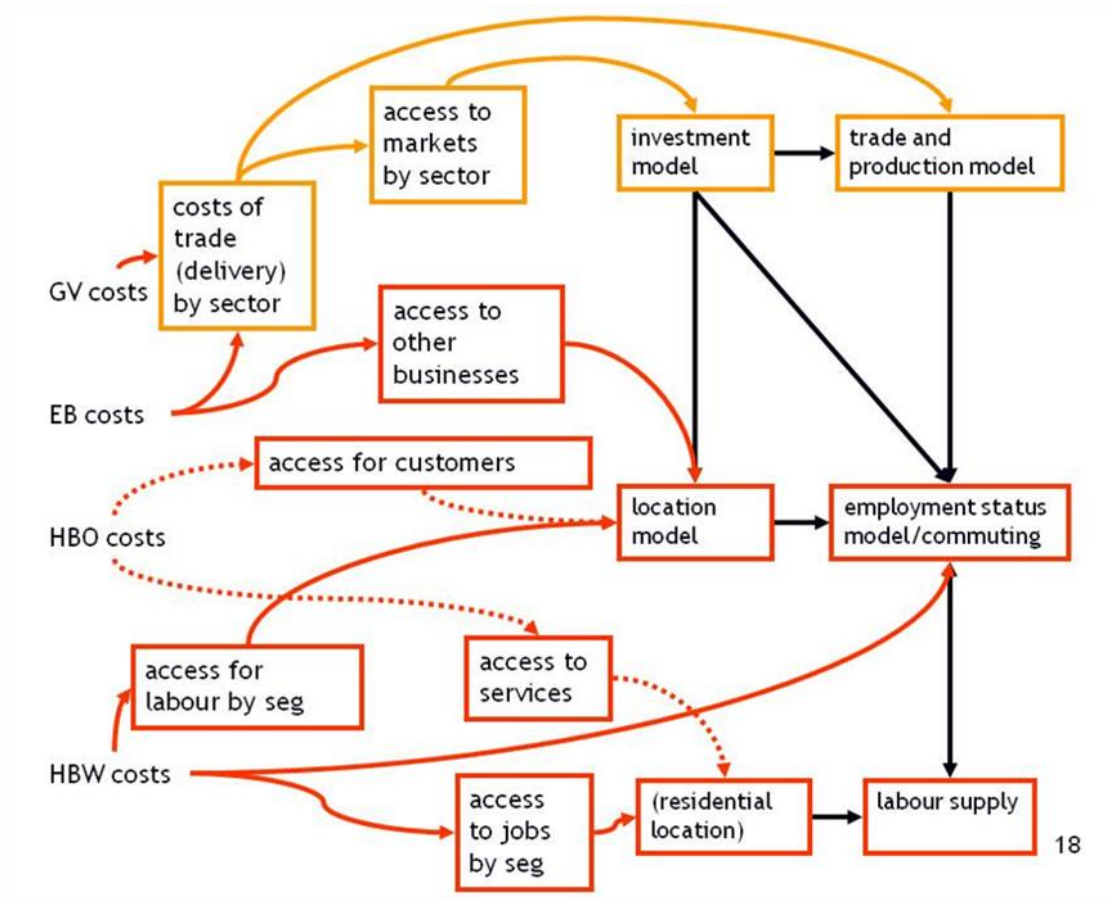 access to
markets
by sector
investment
model
trade and
production model
costs of
trade
(delivery)
by sector
GV costs
access to
other
businesses
EB costs
access for customers
location
model
employment status
model/commuting
HBO costs
access for
labour by seg
access to
services
HBW costs
access
to jobs
by seg
(residential
location)
labour supply
18